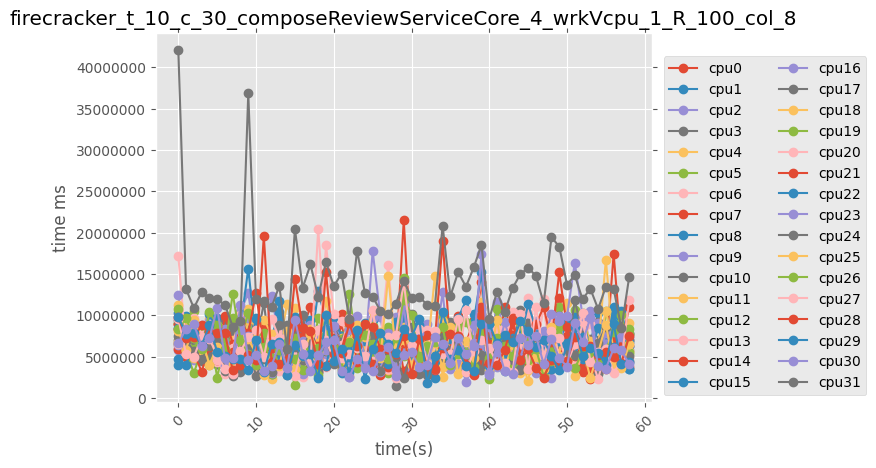 firecracker_t_10_c_30_composeReviewServiceCore_4_wrkVcpu_1_R_100_col_8
time ms
40000000
35000000
30000000
25000000
20000000
15000000
10000000
5000000
0
0
10
20
30
40
50
60
time(s)
cpu0
cpu1
cpu2
cpu3
cpu4
cpu5
cpu6
cpu7
cpu8
cpu9
cpu10
cpu11
cpu12
cpu13
cpu14
cpu15
cpu16
cpu17
cpu18
cpu19
cpu20
cpu21
cpu22
cpu23
cpu24
cpu25
cpu26
cpu27
cpu28
cpu29
cpu30
cpu31